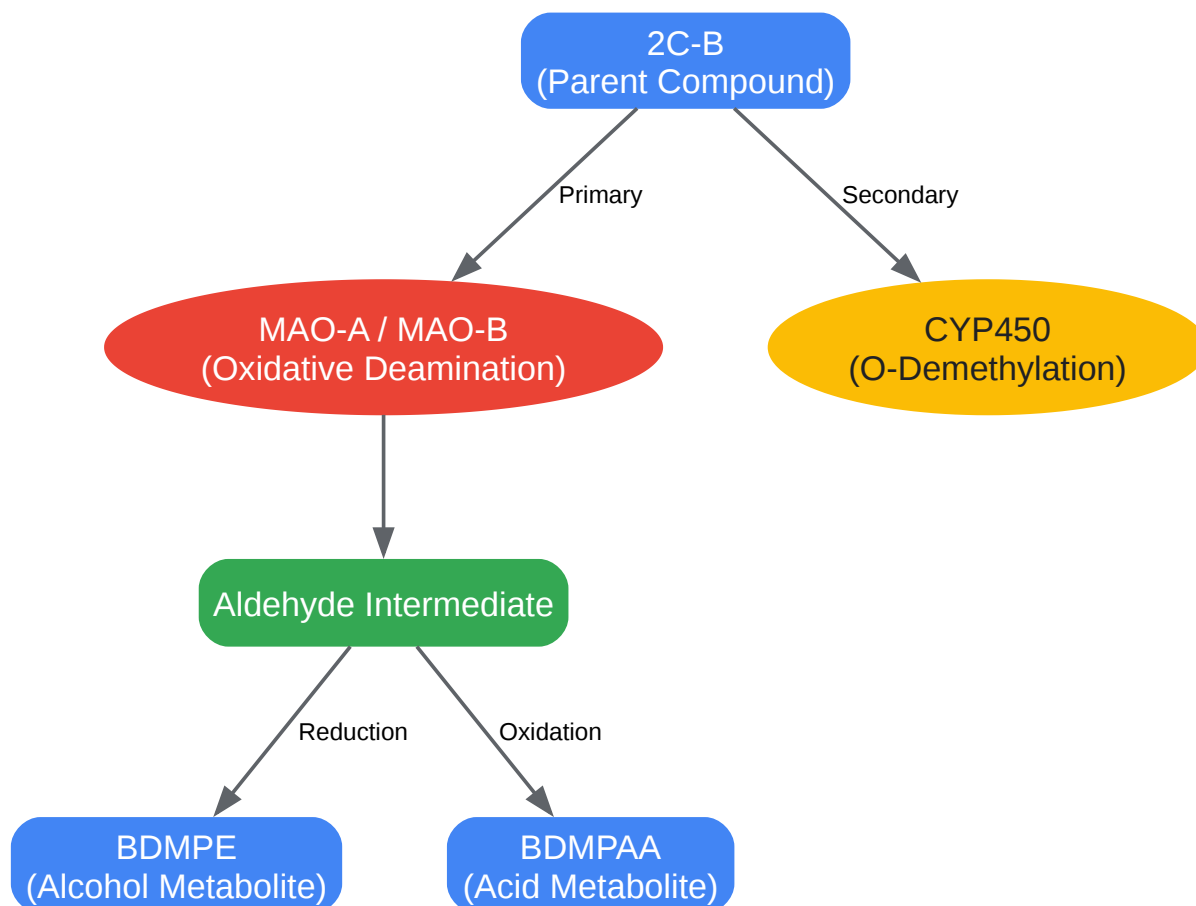 2C-B
(Parent Compound)
Primary
Secondary
MAO-A / MAO-B
(Oxidative Deamination)
CYP450
(O-Demethylation)
Aldehyde Intermediate
Reduction
Oxidation
BDMPE
(Alcohol Metabolite)
BDMPAA
(Acid Metabolite)